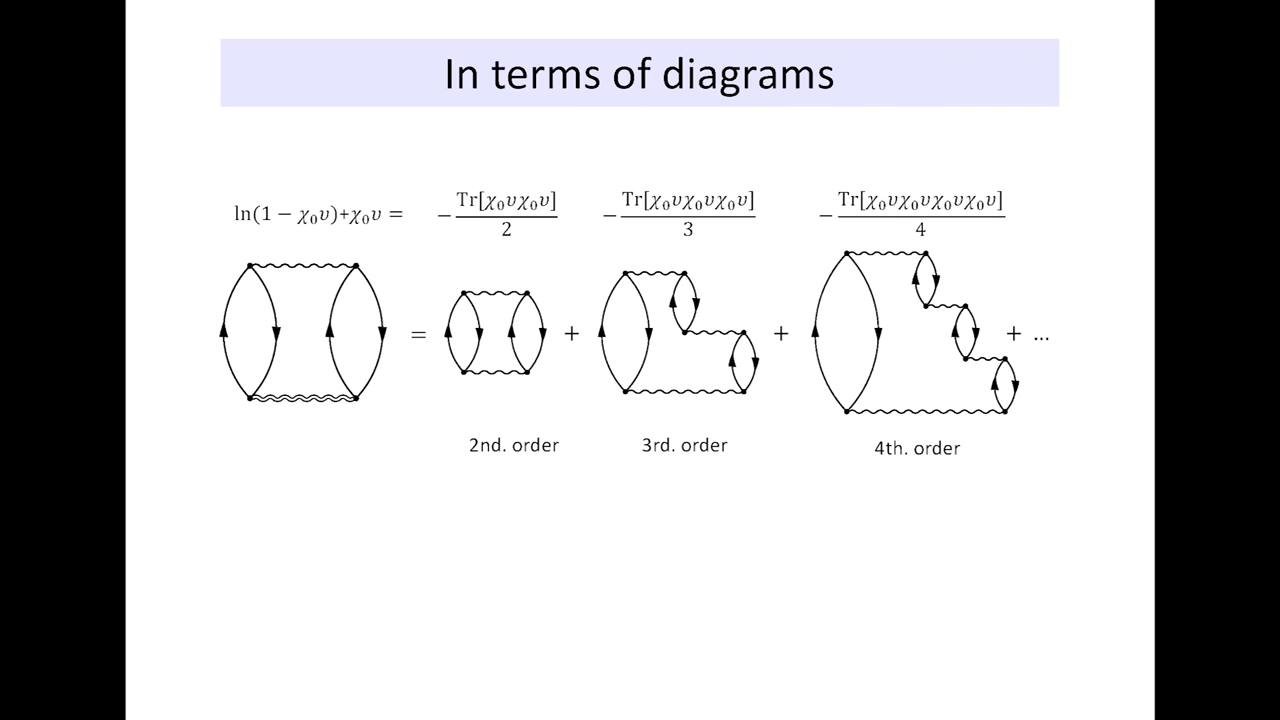 In terms of diagrams
ln(1 − χ₀υ)+χ₀υ = − Tr[χ₀υχ₀υ] / 2 − Tr[χ₀υχ₀υχ₀υ] / 3 − Tr[χ₀υχ₀υχ₀υχ₀υ] / 4
= + + + ...
2nd. order 3rd. order 4th. order